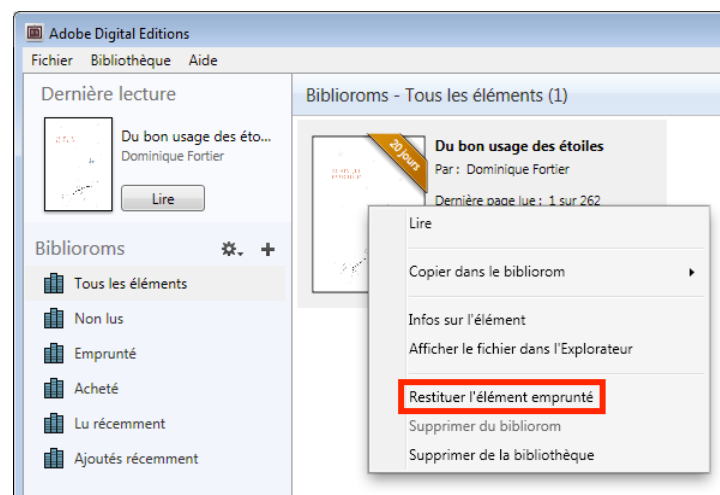 Adobe Digital Editions
Fichier Bibliothèque Aide
Dernière lecture
Du bon usage des éto...
Dominique Fortier
Lire
Biblioroms
Tous les éléments
Non lus
Emprunté
Acheté
Lu récemment
Ajoutés récemment
Biblioroms - Tous les éléments (1)
20 jours
Du bon usage des étoiles
Par : Dominique Fortier
Dernière page lue : 1 sur 262
Lire
Copier dans le bibliorom
Infos sur l'élément
Afficher le fichier dans l'Explorateur
Restituer l'élément emprunté
Supprimer du bibliorom
Supprimer de la bibliothèque